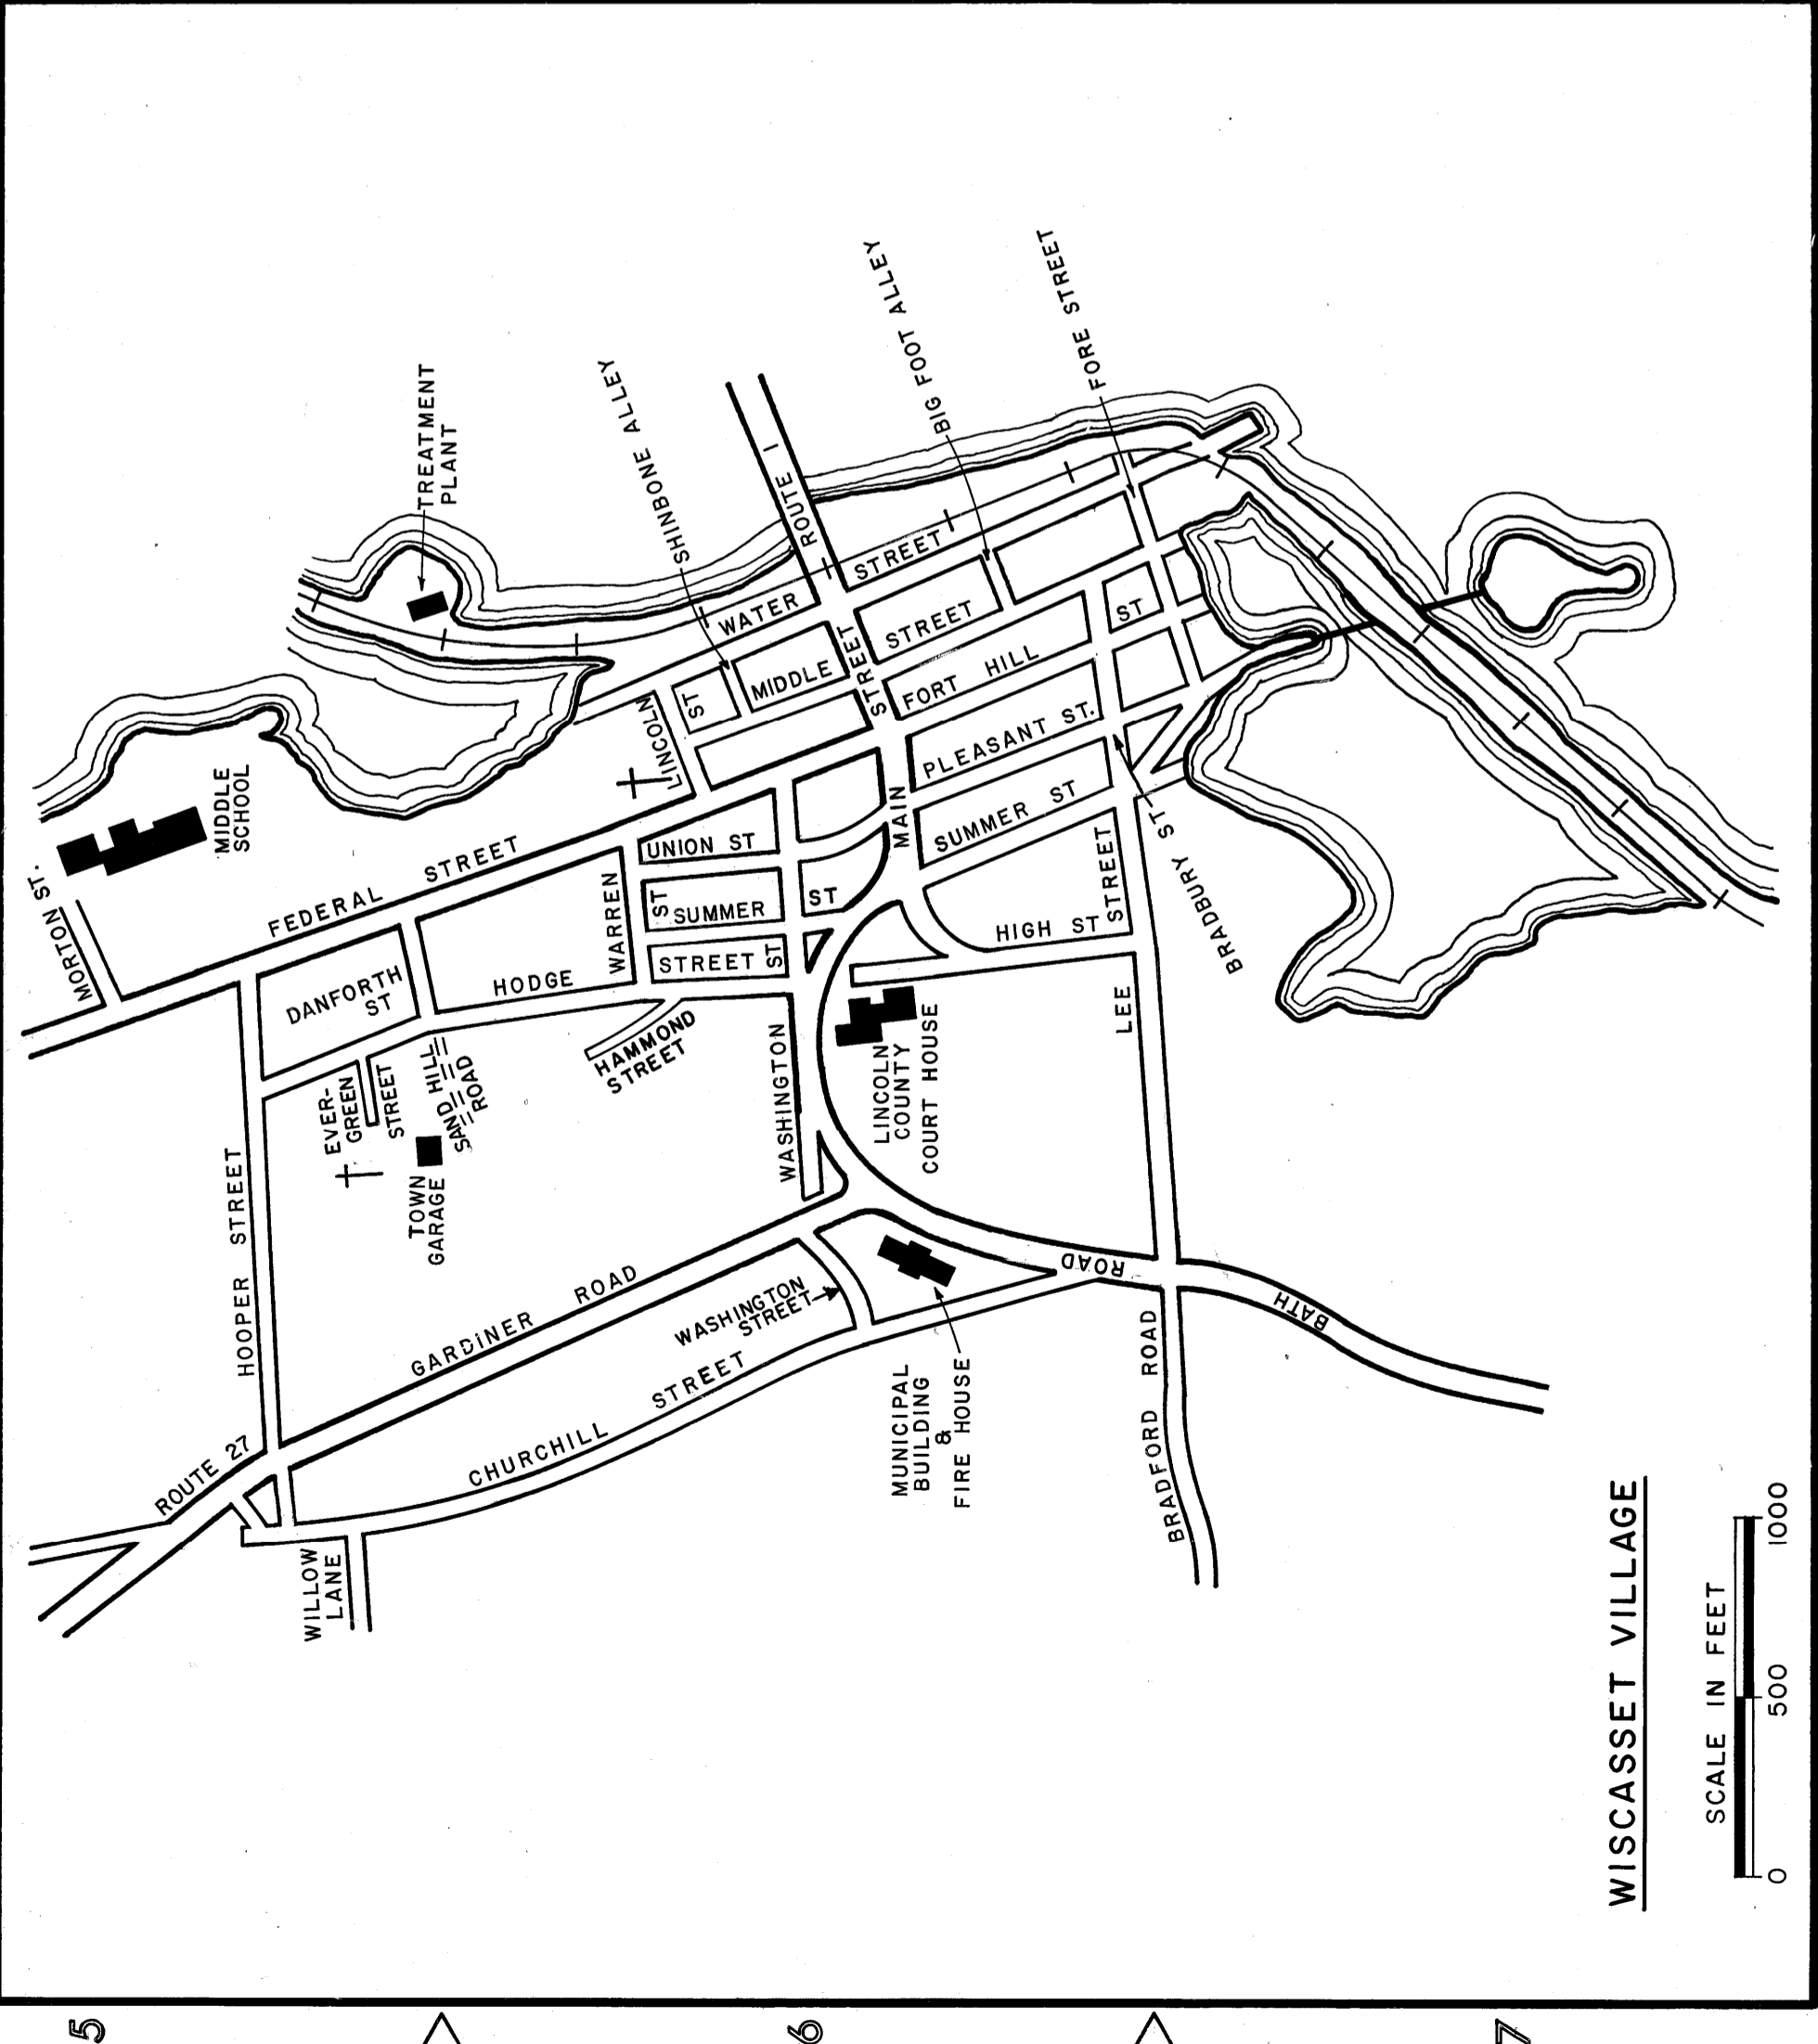 MORTON ST.
MIDDLE
SCHOOL
TREATMENT
PLANT
FEDERAL STREET
DANFORTH
ST
HODGE
WARREN
LINCOLN
ST
SHINBONE ALLEY
WATER
STREET
ROUTE 1
MIDDLE
STREET
BIG FOOT ALLEY
FORE STREET
MAIN
STREET
FORT HILL
ST
PLEASANT ST.
SUMMER ST
UNION ST
ST
SUMMER
ST
STREET
ST
HIGH ST
LEE
STREET
BRADBURY ST
HOOPER STREET
EVER-
GREEN
STREET
SAND HILL
ROAD
TOWN
GARAGE
HAMMOND
STREET
WASHINGTON
LINCOLN
COUNTY
COURT HOUSE
ROUTE 27
GARDINER ROAD
WASHINGTON
STREET
CHURCHILL STREET
WILLOW
LANE
MUNICIPAL
BUILDING
&
FIRE HOUSE
BATH
ROAD
BRADFORD ROAD
WISCASSET VILLAGE
SCALE IN FEET
0 500 1000
5
6
7